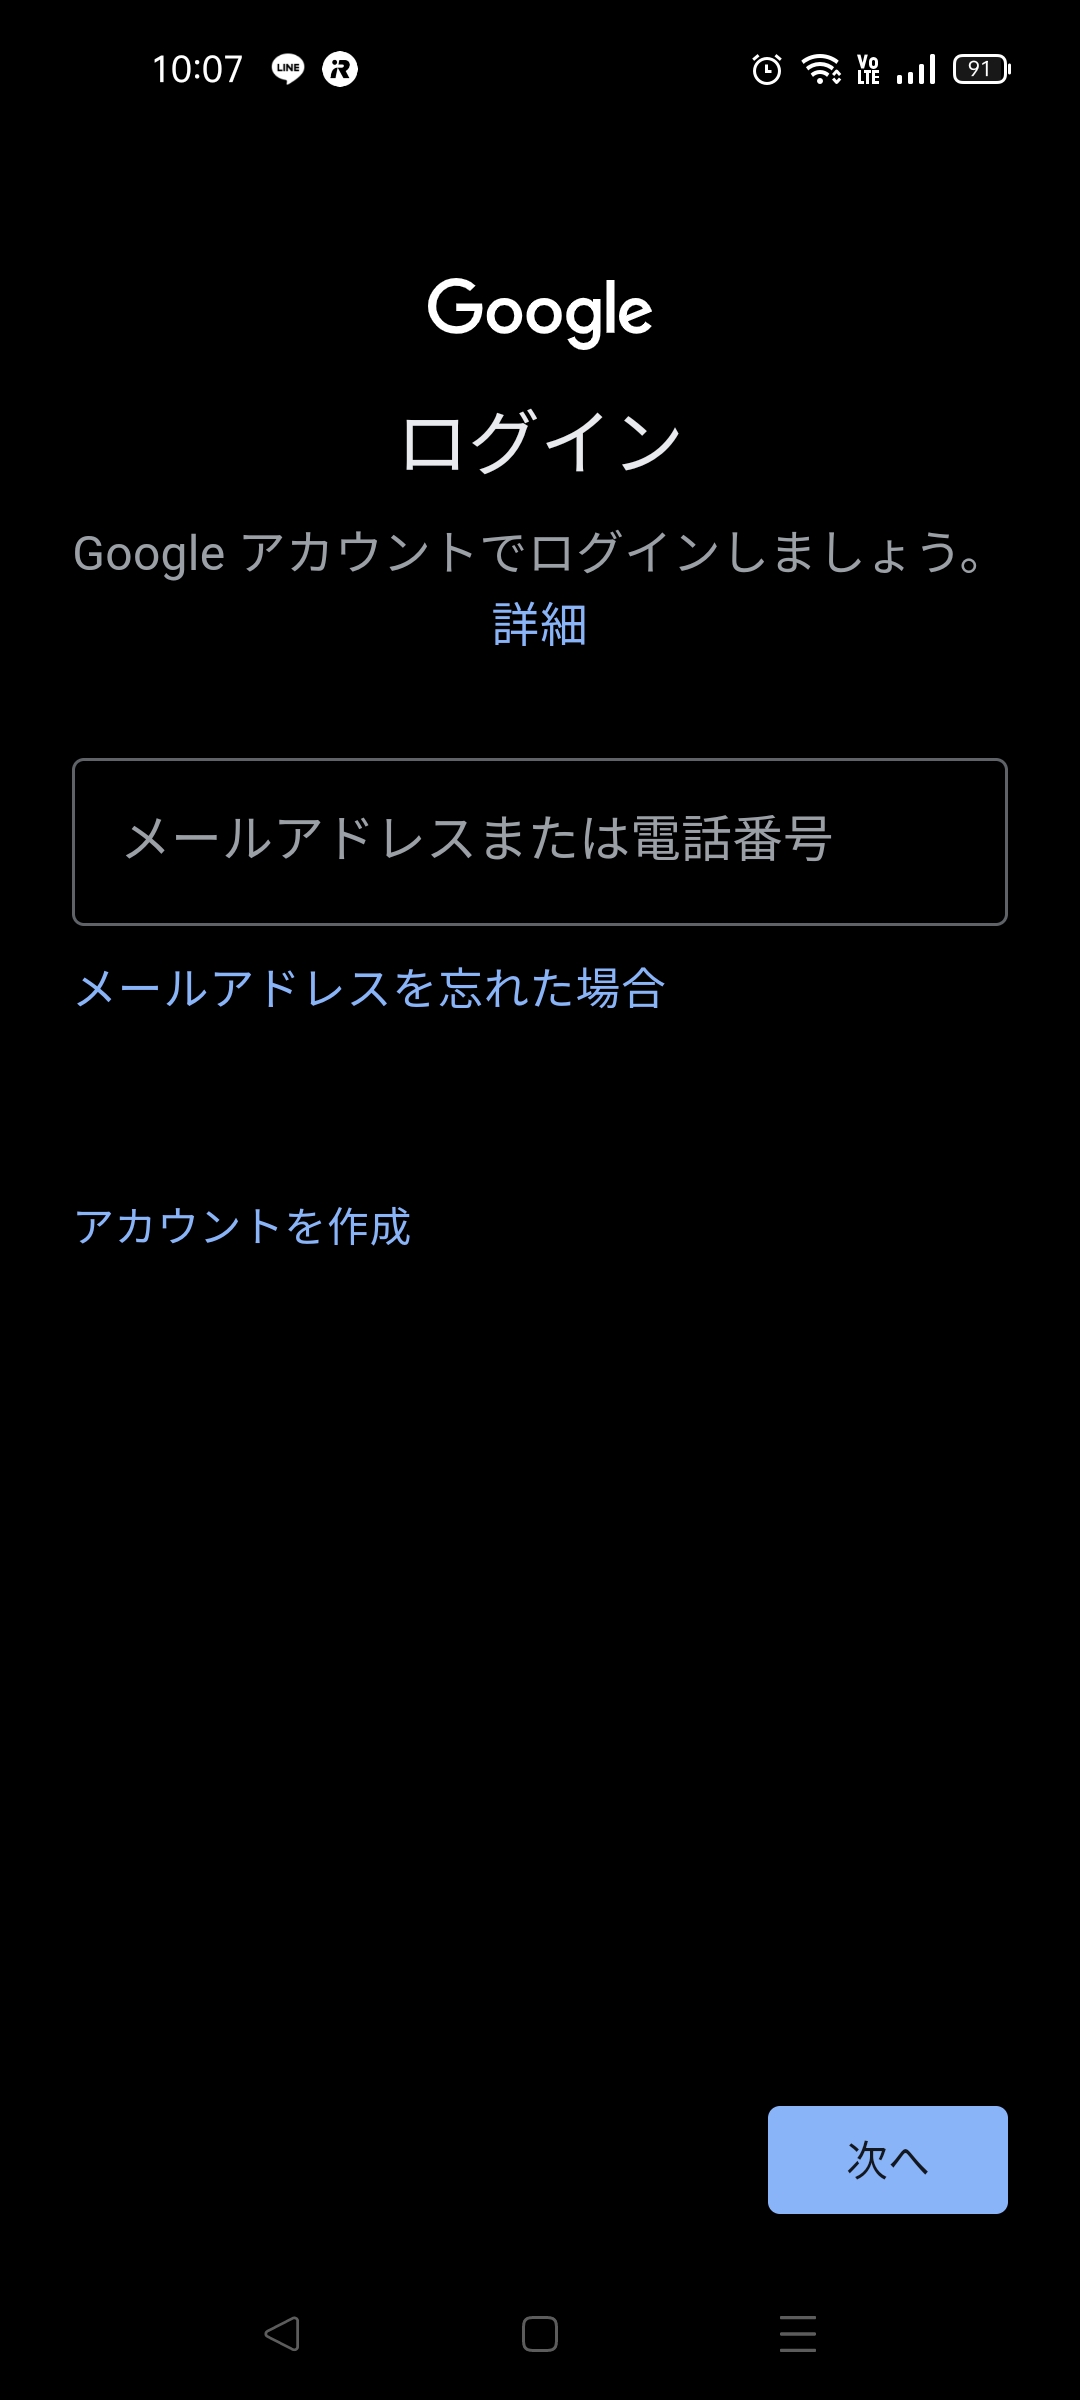 10:07 LINE R Vo LTE 91
Google
ログイン
Google アカウントでログインしましょう。
詳細
メールアドレスまたは電話番号
メールアドレスを忘れた場合
アカウントを作成
次へ